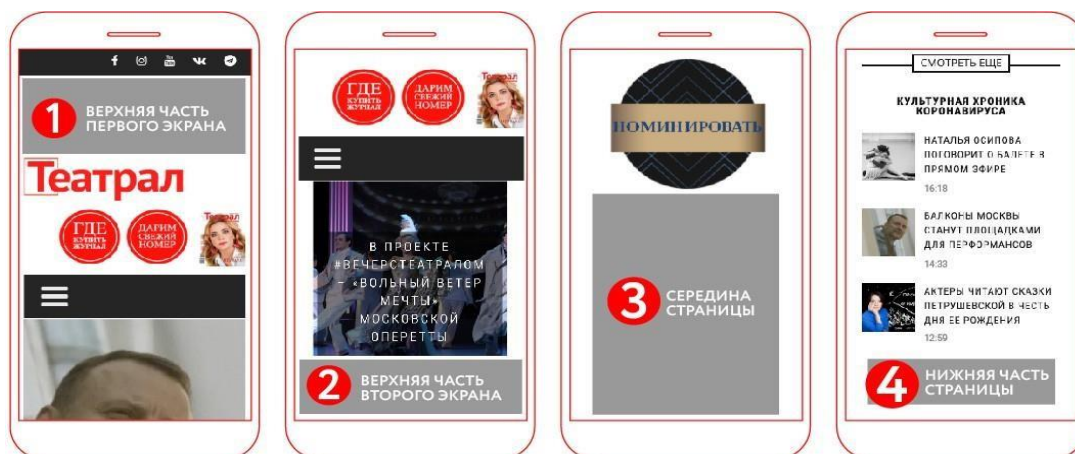 1
ВЕРХНЯЯ ЧАСТЬ
ПЕРВОГО ЭКРАНА
Театрал
ГДЕ
КУПИТЬ
ЖУРНАЛ
ДАРИМ
СВЕЖИЙ
НОМЕР
Театрал
ГДЕ
КУПИТЬ
ЖУРНАЛ
ДАРИМ
СВЕЖИЙ
НОМЕР
Театрал
В ПРОЕКТЕ
#ВЕЧЕРСТЕАТРАЛОМ
– «ВОЛЬНЫЙ ВЕТЕР
МЕЧТЫ»
МОСКОВСКОЙ
ОПЕРЕТТЫ
2
ВЕРХНЯЯ ЧАСТЬ
ВТОРОГО ЭКРАНА
НОМИНИРОВАТЬ
3
СЕРЕДИНА
СТРАНИЦЫ
СМОТРЕТЬ ЕЩЕ
КУЛЬТУРНАЯ ХРОНИКА
КОРОНАВИРУСА
НАТАЛЬЯ ОСИПОВА
ПОГОВОРИТ О БАЛЕТЕ В
ПРЯМОМ ЭФИРЕ
16:18
БАЛКОНЫ МОСКВЫ
СТАНУТ ПЛОЩАДКАМИ
ДЛЯ ПЕРФОРМАНСОВ
14:33
АКТЕРЫ ЧИТАЮТ СКАЗКИ
ПЕТРУШЕВСКОЙ В ЧЕСТЬ
ДНЯ ЕЕ РОЖДЕНИЯ
12:59
4
НИЖНЯЯ ЧАСТЬ
СТРАНИЦЫ